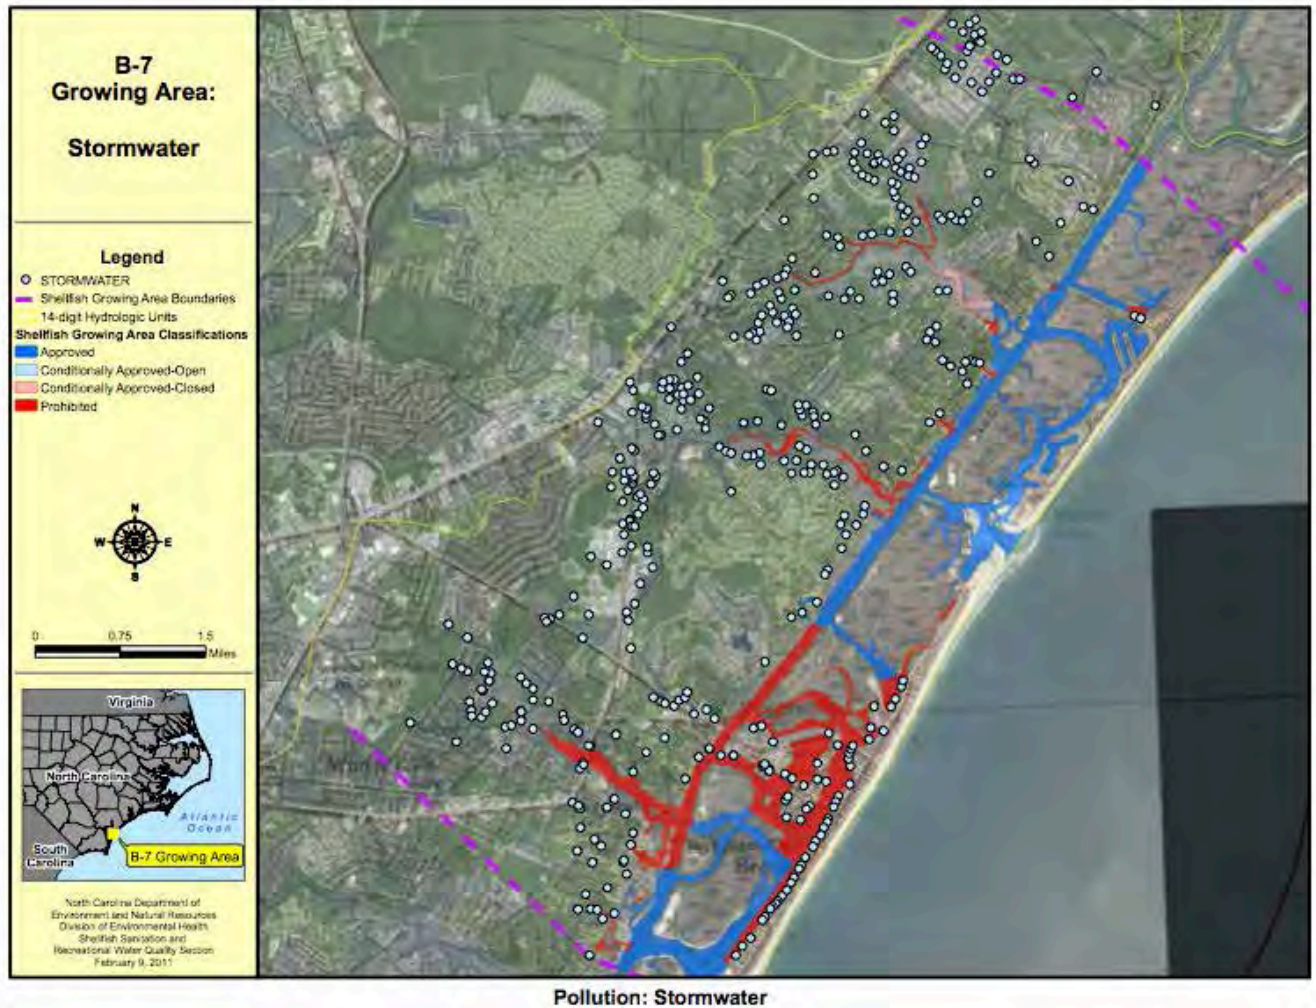 B-7
Growing Area:
Stormwater
Legend
STORMWATER
Shellfish Growing Area Boundaries
14-digit Hydrologic Units
Shellfish Growing Area Classifications
Approved
Conditionally Approved-Open
Conditionally Approved-Closed
Prohibited
N
W
E
S
0 0.75 1.5
Miles
Virginia
North Carolina
Atlantic
Ocean
South
Carolina
B-7 Growing Area
North Carolina Department of
Environment and Natural Resources
Division of Environmental Health
Shellfish Sanitation and
Recreational Water Quality Section
February 9, 2011
Pollution: Stormwater